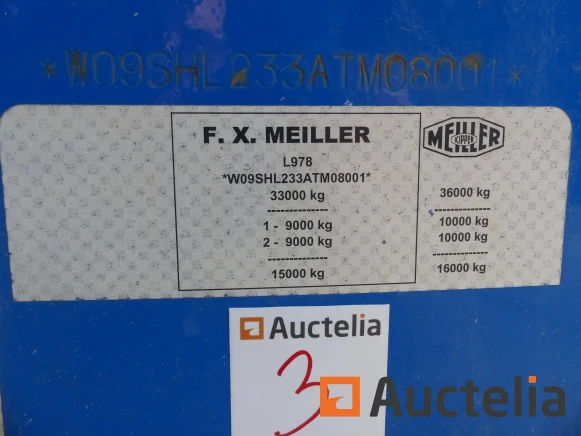 *W09SHL233ATM08001*
F. X. MEILLER
MEILLER
KIPPER
L978
*W09SHL233ATM08001*
33000 kg 36000 kg
--------------- ---------------
1 - 9000 kg 10000 kg
2 - 9000 kg 10000 kg
--------------- ---------------
15000 kg 16000 kg
Auctelia
3
Auctelia